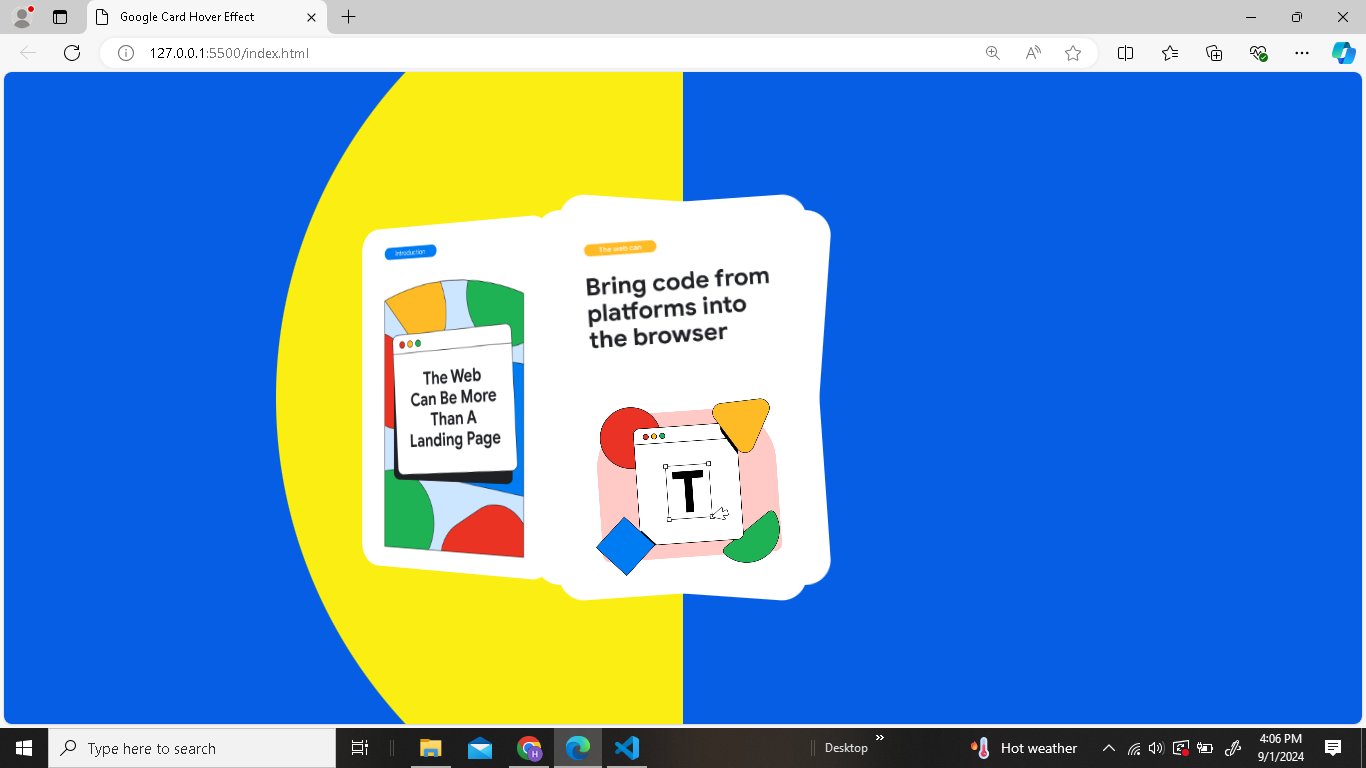 Google Card Hover Effect
127.0.0.1:5500/index.html
Introduction
The Web
Can Be More
Than A
Landing Page
The web can
Bring code from
platforms into
the browser
T
Type here to search
H
Desktop
Hot weather
4:06 PM
9/1/2024